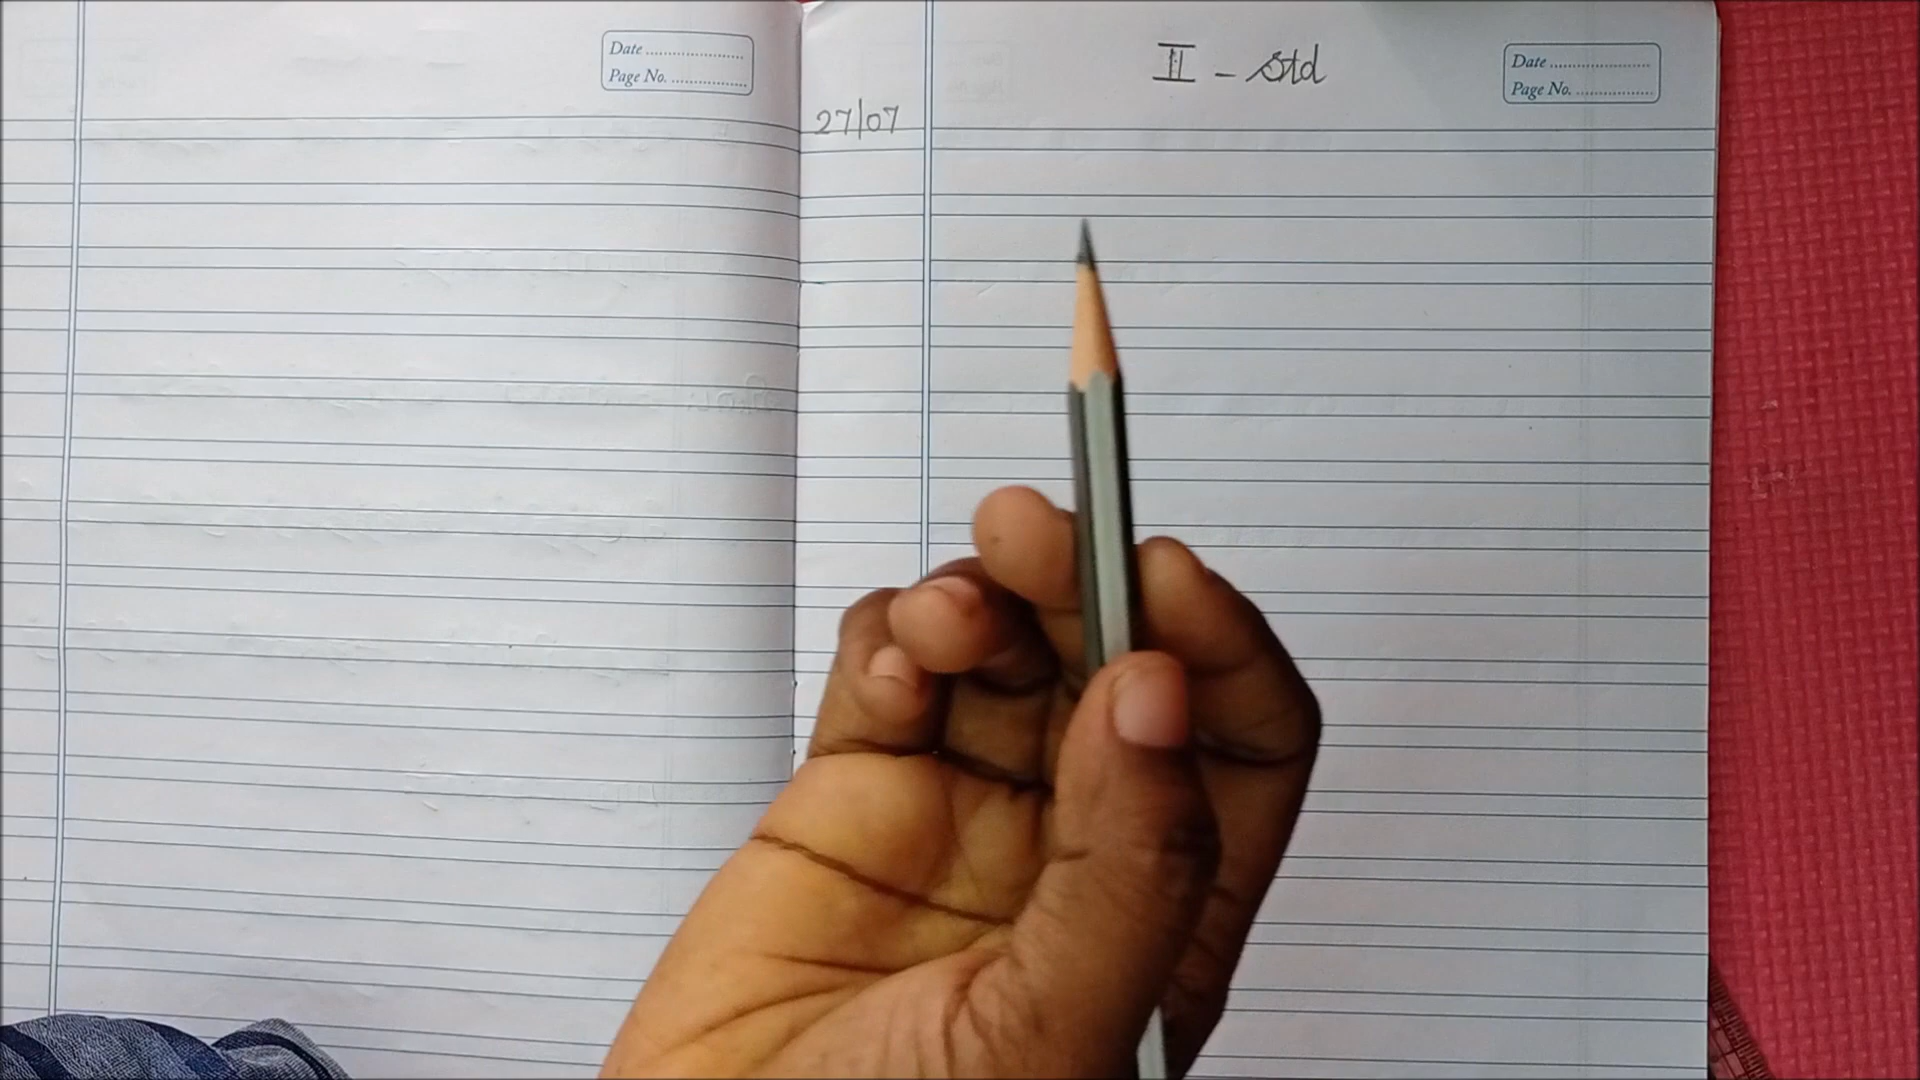 Date ........................
Page No. ....................
II - Std
Date ........................
Page No. ....................
27/07